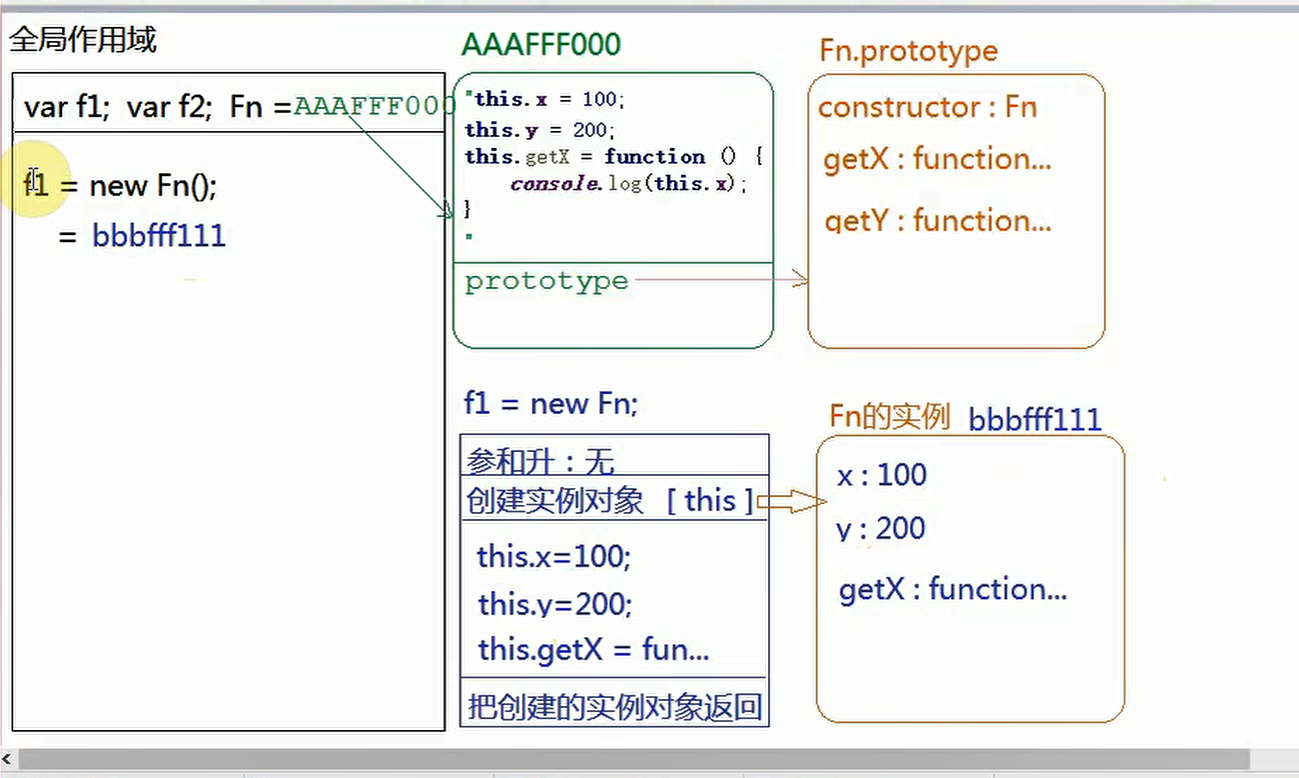 全局作用域
var f1; var f2; Fn =AAAFFF000
f1 = new Fn();
= bbbfff111
AAAFFF000
"this.x = 100;
this.y = 200;
this.getX = function () {
console.log(this.x);
}
"
prototype
Fn.prototype
constructor : Fn
getX : function...
getY : function...
f1 = new Fn;
参和升：无
创建实例对象 [ this ]
this.x=100;
this.y=200;
this.getX = fun...
把创建的实例对象返回
Fn的实例 bbbfff111
x : 100
y : 200
getX : function...